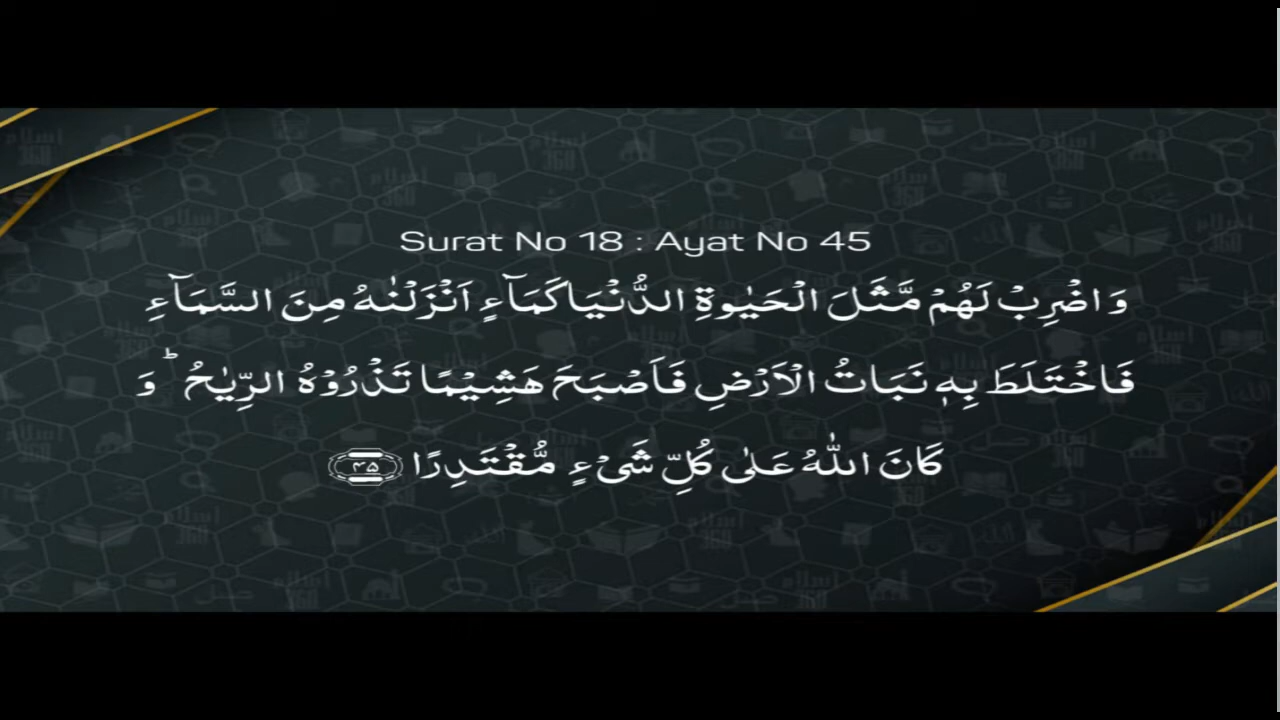 Surat No 18 : Ayat No 45
وَاضۡرِبۡ لَهُمۡ مَّثَلَ الۡحَيٰوةِ الدُّنۡيَا كَمَآءٍ اَنۡزَلۡنٰهُ مِنَ السَّمَآءِ
فَاخۡتَلَطَ بِهٖ نَبَاتُ الۡاَرۡضِ فَاَصۡبَحَ هَشِيۡمًا تَذۡرُوۡهُ الرِّيٰحُ‌ ؕ وَ
كَانَ اللّٰهُ عَلٰى كُلِّ شَىۡءٍ مُّقۡتَدِرًا ﴿۴۵﴾